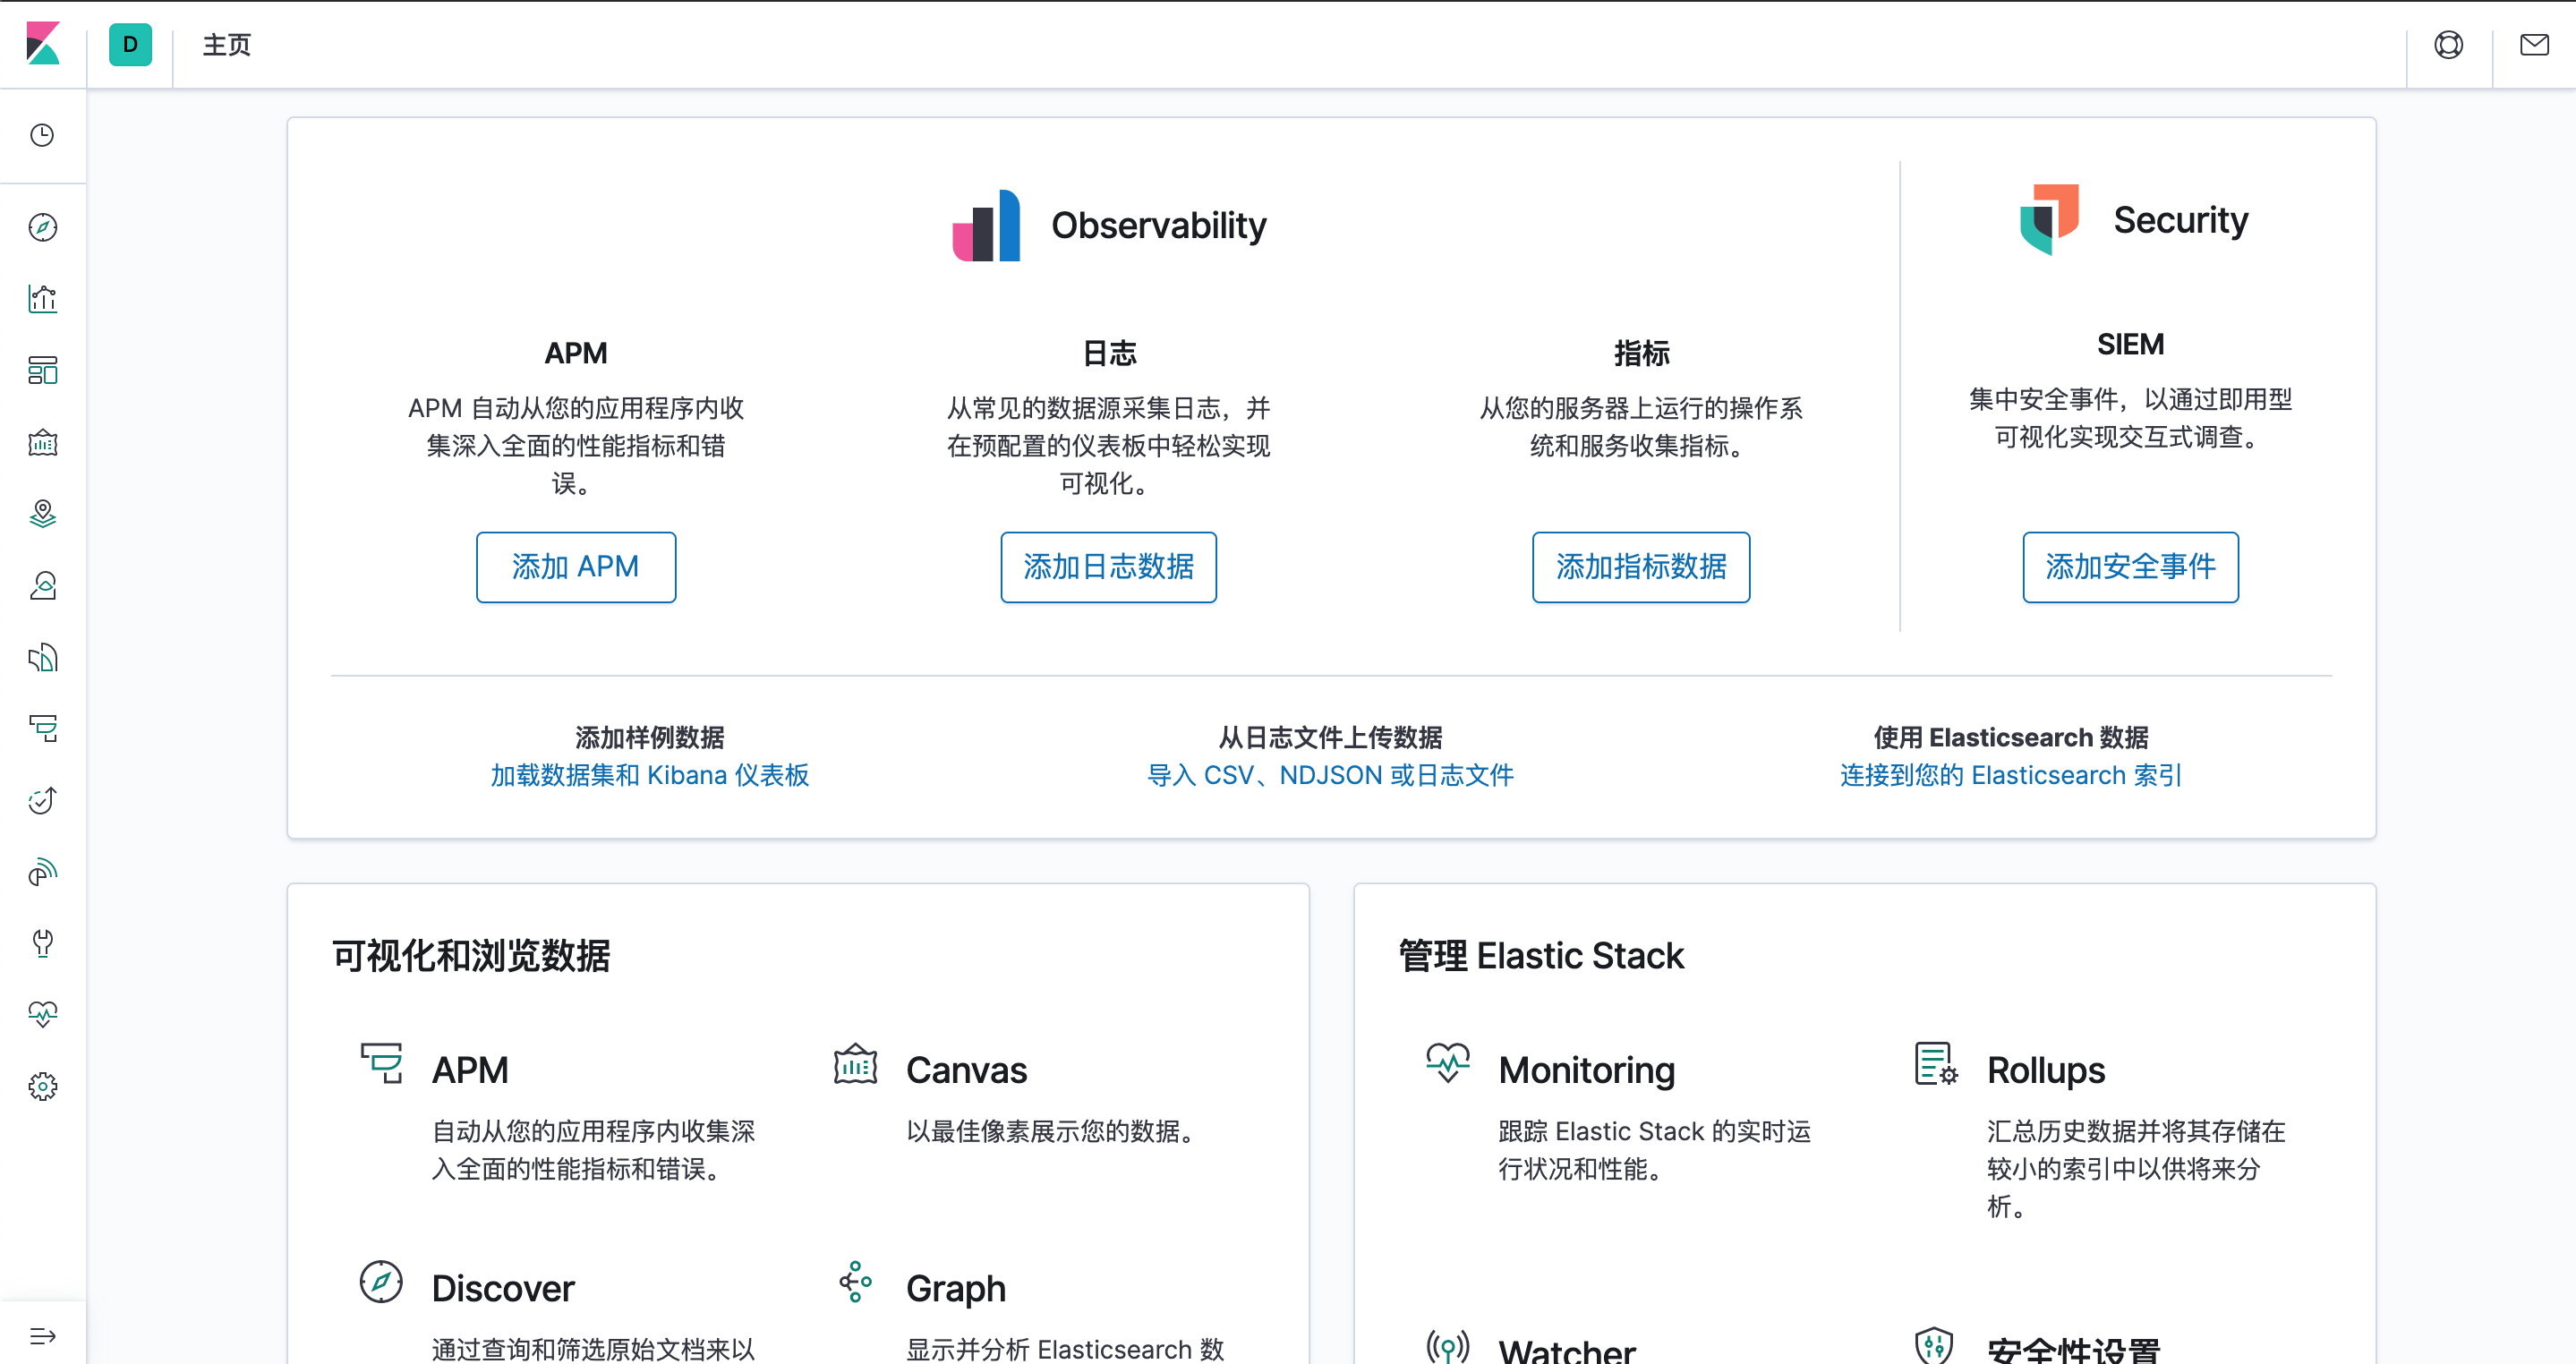 D
主页
Observability
Security
APM
APM 自动从您的应用程序内收
集深入全面的性能指标和错
误。
添加 APM
日志
从常见的数据源采集日志，并
在预配置的仪表板中轻松实现
可视化。
添加日志数据
指标
从您的服务器上运行的操作系
统和服务收集指标。
添加指标数据
SIEM
集中安全事件，以通过即用型
可视化实现交互式调查。
添加安全事件
添加样例数据
加载数据集和 Kibana 仪表板
从日志文件上传数据
导入 CSV、NDJSON 或日志文件
使用 Elasticsearch 数据
连接到您的 Elasticsearch 索引
可视化和浏览数据
APM
自动从您的应用程序内收集深
入全面的性能指标和错误。
Canvas
以最佳像素展示您的数据。
Discover
通过查询和筛选原始文档来以
Graph
显示并分析 Elasticsearch 数
管理 Elastic Stack
Monitoring
跟踪 Elastic Stack 的实时运
行状况和性能。
Rollups
汇总历史数据并将其存储在
较小的索引中以供将来分
析。
Watcher
安全性设置